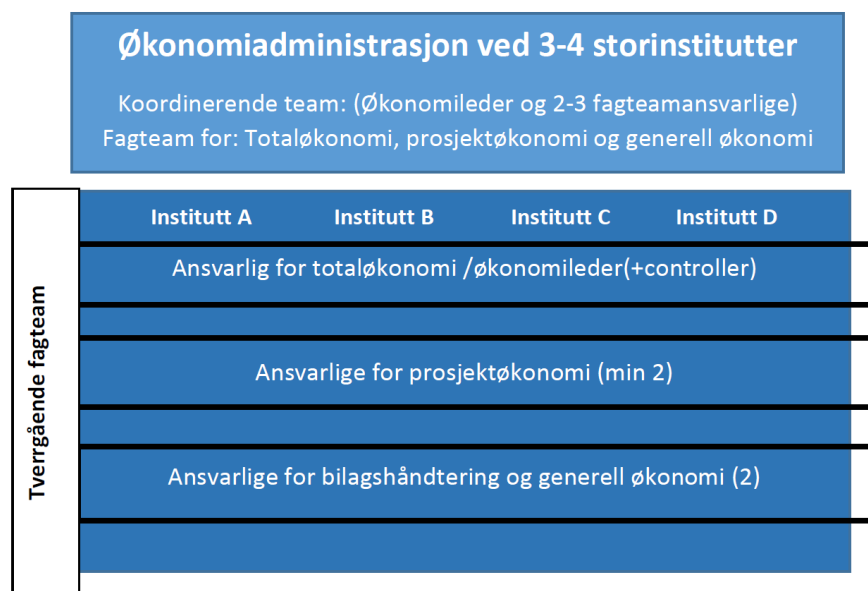 Økonomiadministrasjon ved 3-4 storinstitutter
Koordinerende team: (Økonomileder og 2-3 fagteamansvarlige)
Fagteam for: Totaløkonomi, prosjektøkonomi og generell økonomi
Tverrgående fagteam
Institutt A Institutt B Institutt C Institutt D
Ansvarlig for totaløkonomi /økonomileder(+controller)
Ansvarlige for prosjektøkonomi (min 2)
Ansvarlige for bilagshåndtering og generell økonomi (2)